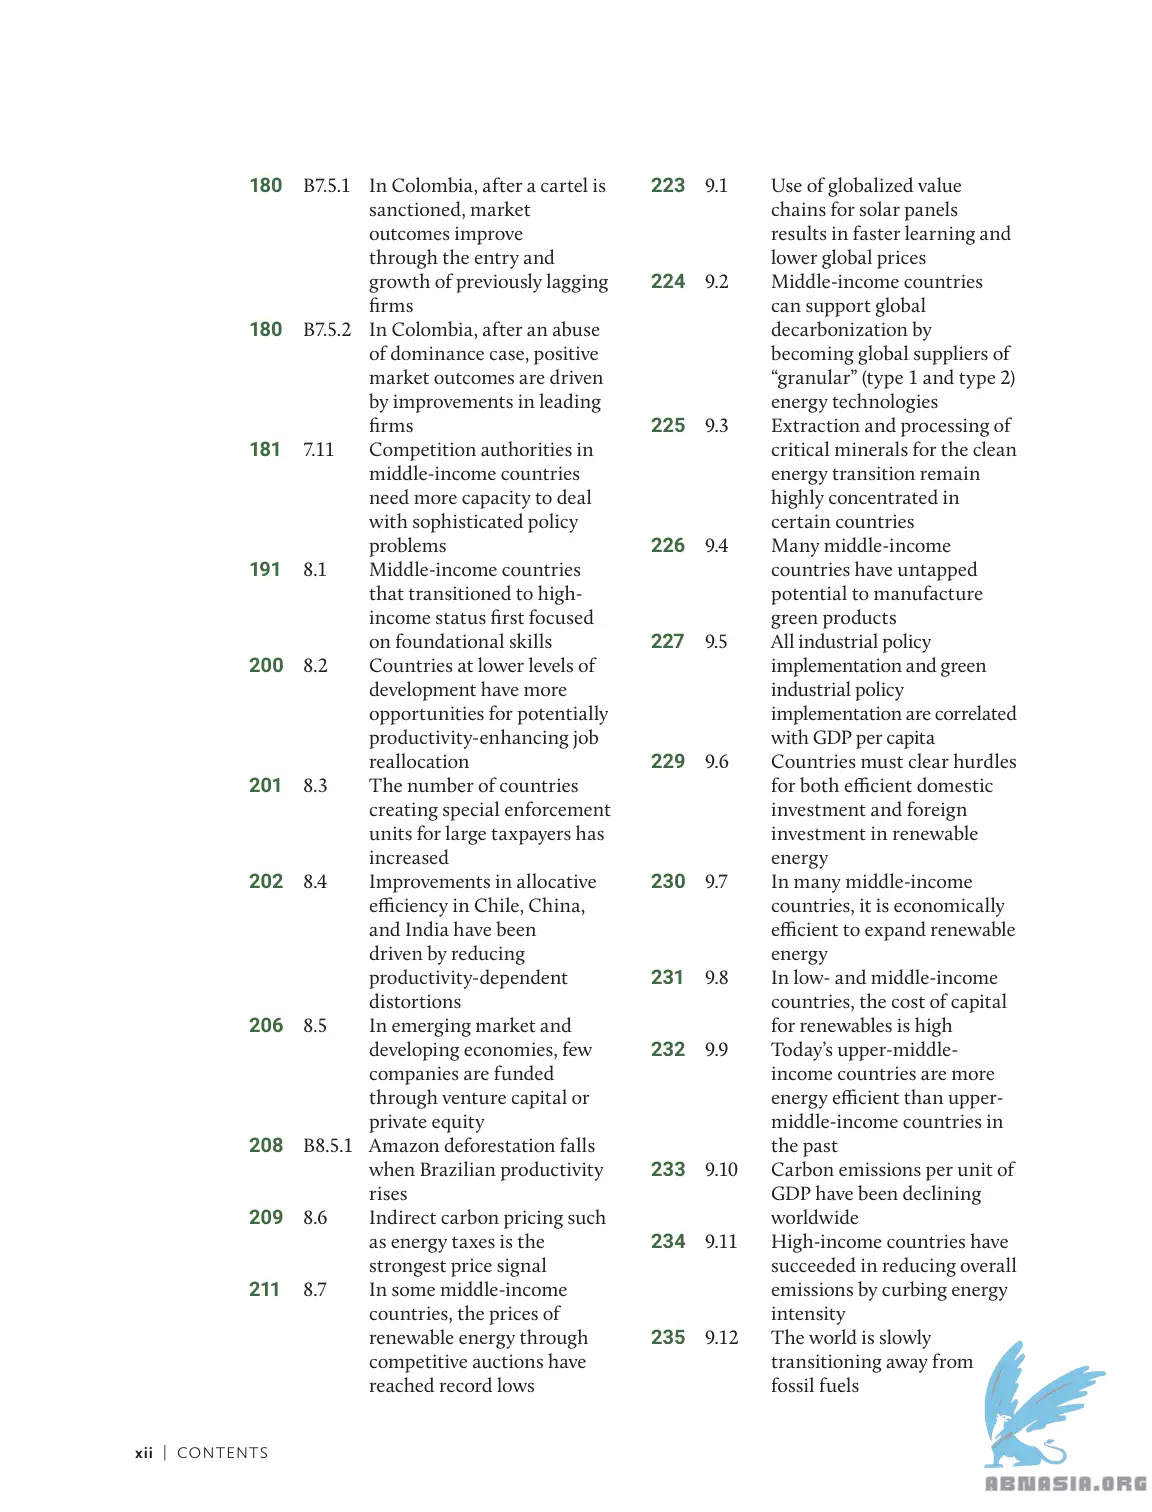 180 B7.5.1 In Colombia, after a cartel is
sanctioned, market
outcomes improve
through the entry and
growth of previously lagging
firms
180 B7.5.2 In Colombia, after an abuse
of dominance case, positive
market outcomes are driven
by improvements in leading
firms
181 7.11 Competition authorities in
middle-income countries
need more capacity to deal
with sophisticated policy
problems
191 8.1 Middle-income countries
that transitioned to high-
income status first focused
on foundational skills
200 8.2 Countries at lower levels of
development have more
opportunities for potentially
productivity-enhancing job
reallocation
201 8.3 The number of countries
creating special enforcement
units for large taxpayers has
increased
202 8.4 Improvements in allocative
efficiency in Chile, China,
and India have been
driven by reducing
productivity-dependent
distortions
206 8.5 In emerging market and
developing economies, few
companies are funded
through venture capital or
private equity
208 B8.5.1 Amazon deforestation falls
when Brazilian productivity
rises
209 8.6 Indirect carbon pricing such
as energy taxes is the
strongest price signal
211 8.7 In some middle-income
countries, the prices of
renewable energy through
competitive auctions have
reached record lows
223 9.1 Use of globalized value
chains for solar panels
results in faster learning and
lower global prices
224 9.2 Middle-income countries
can support global
decarbonization by
becoming global suppliers of
“granular” (type 1 and type 2)
energy technologies
225 9.3 Extraction and processing of
critical minerals for the clean
energy transition remain
highly concentrated in
certain countries
226 9.4 Many middle-income
countries have untapped
potential to manufacture
green products
227 9.5 All industrial policy
implementation and green
industrial policy
implementation are correlated
with GDP per capita
229 9.6 Countries must clear hurdles
for both efficient domestic
investment and foreign
investment in renewable
energy
230 9.7 In many middle-income
countries, it is economically
efficient to expand renewable
energy
231 9.8 In low- and middle-income
countries, the cost of capital
for renewables is high
232 9.9 Today’s upper-middle-
income countries are more
energy efficient than upper-
middle-income countries in
the past
233 9.10 Carbon emissions per unit of
GDP have been declining
worldwide
234 9.11 High-income countries have
succeeded in reducing overall
emissions by curbing energy
intensity
235 9.12 The world is slowly
transitioning away from
fossil fuels
xii | CONTENTS
ABNASIA.ORG